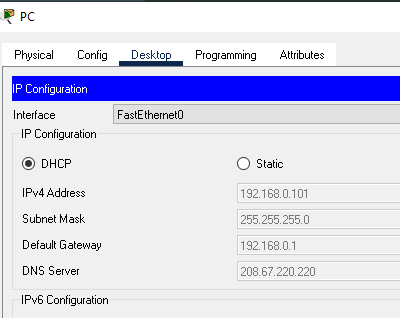 PC
Physical Config Desktop Programming Attributes
IP Configuration
Interface FastEthernet0
IP Configuration
DHCP Static
IPv4 Address 192.168.0.101
Subnet Mask 255.255.255.0
Default Gateway 192.168.0.1
DNS Server 208.67.220.220
IPv6 Configuration